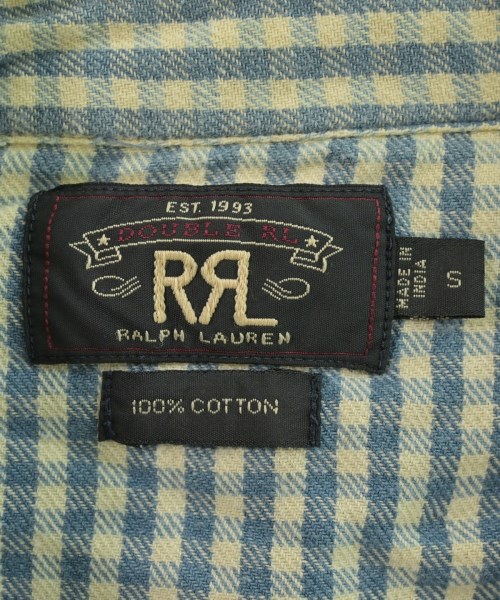 EST. 1993
DOUBLE RL
RRL
RALPH LAUREN
MADE IN
INDIA
S
100% COTTON